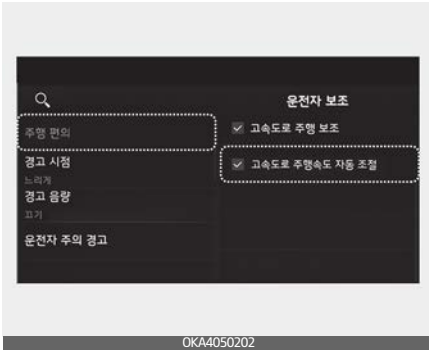 운전자 보조
주행 편의
고속도로 주행 보조
경고 시점
고속도로 주행속도 자동 조절
느리게
경고 음량
끄기
운전자 주의 경고
OKA4050202